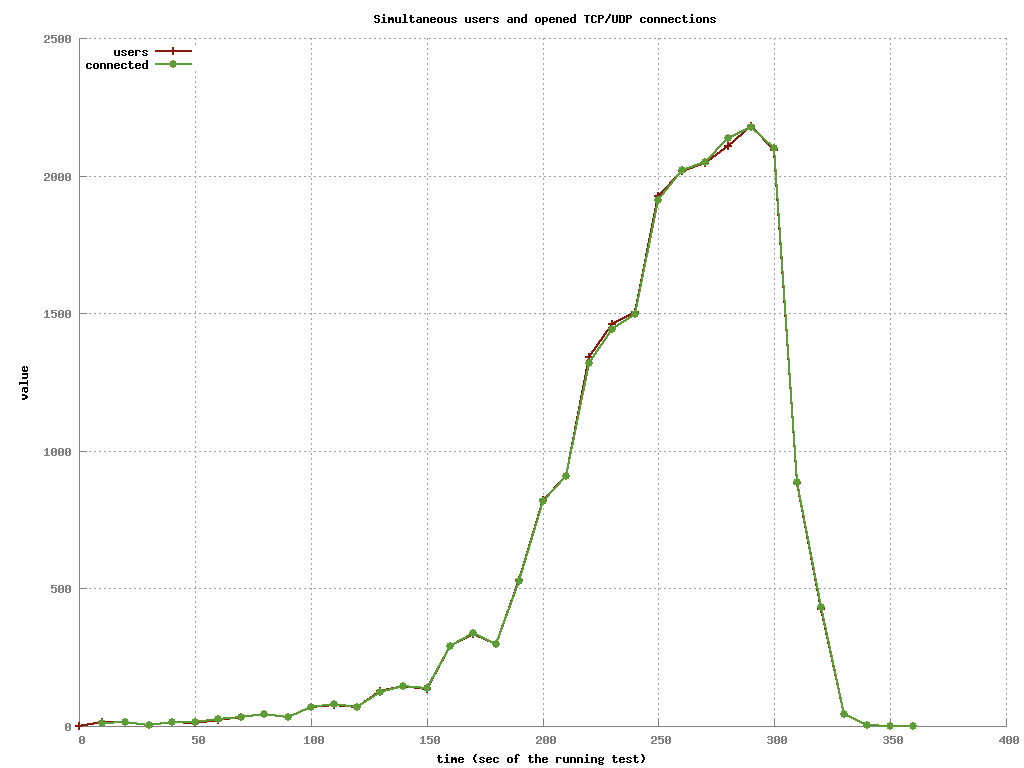 Simultaneous users and opened TCP/UDP connections
2500
users
connected
2000
1500
value
1000
500
0
0 50 100 150 200 250 300 350 400
time (sec of the running test)